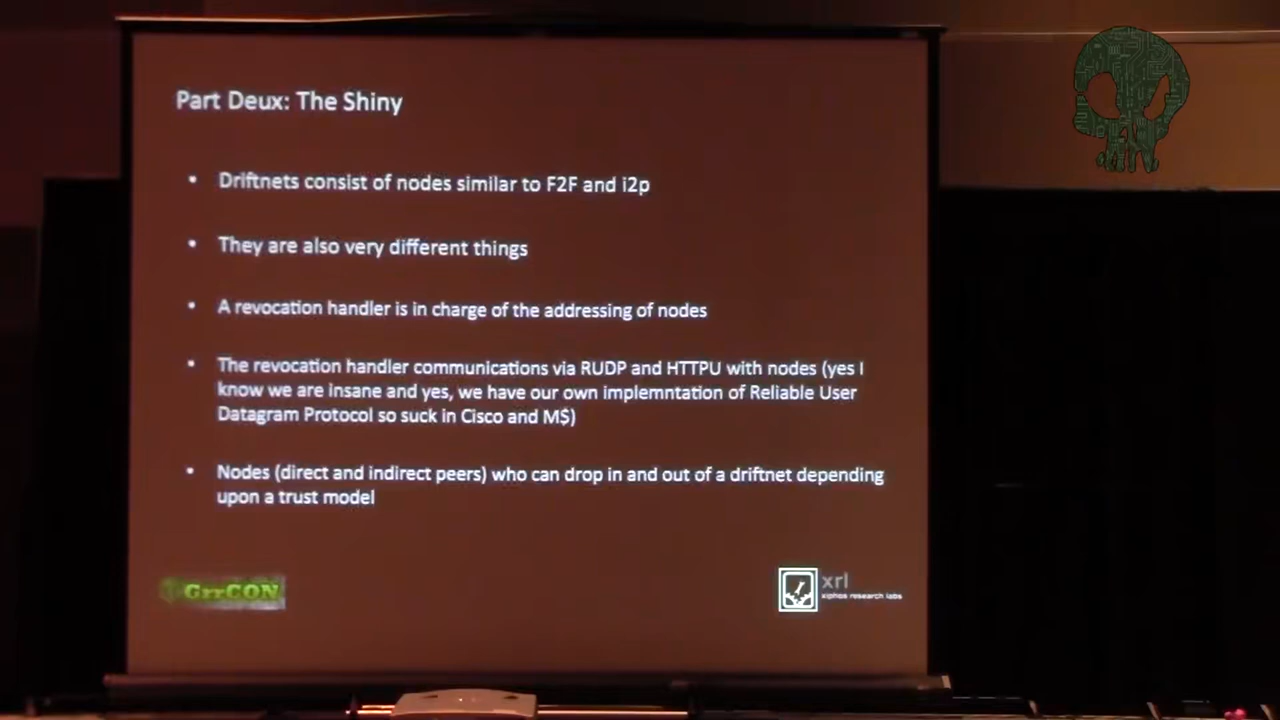 Part Deux: The Shiny
• Driftnets consist of nodes similar to F2F and i2p
• They are also very different things
• A revocation handler is in charge of the addressing of nodes
• The revocation handler communications via RUDP and HTTPU with nodes (yes I
know we are insane and yes, we have our own implemntation of Reliable User
Datagram Protocol so suck in Cisco and M$)
• Nodes (direct and indirect peers) who can drop in and out of a driftnet depending
upon a trust model
GrrCON
xrl
xiphos research labs